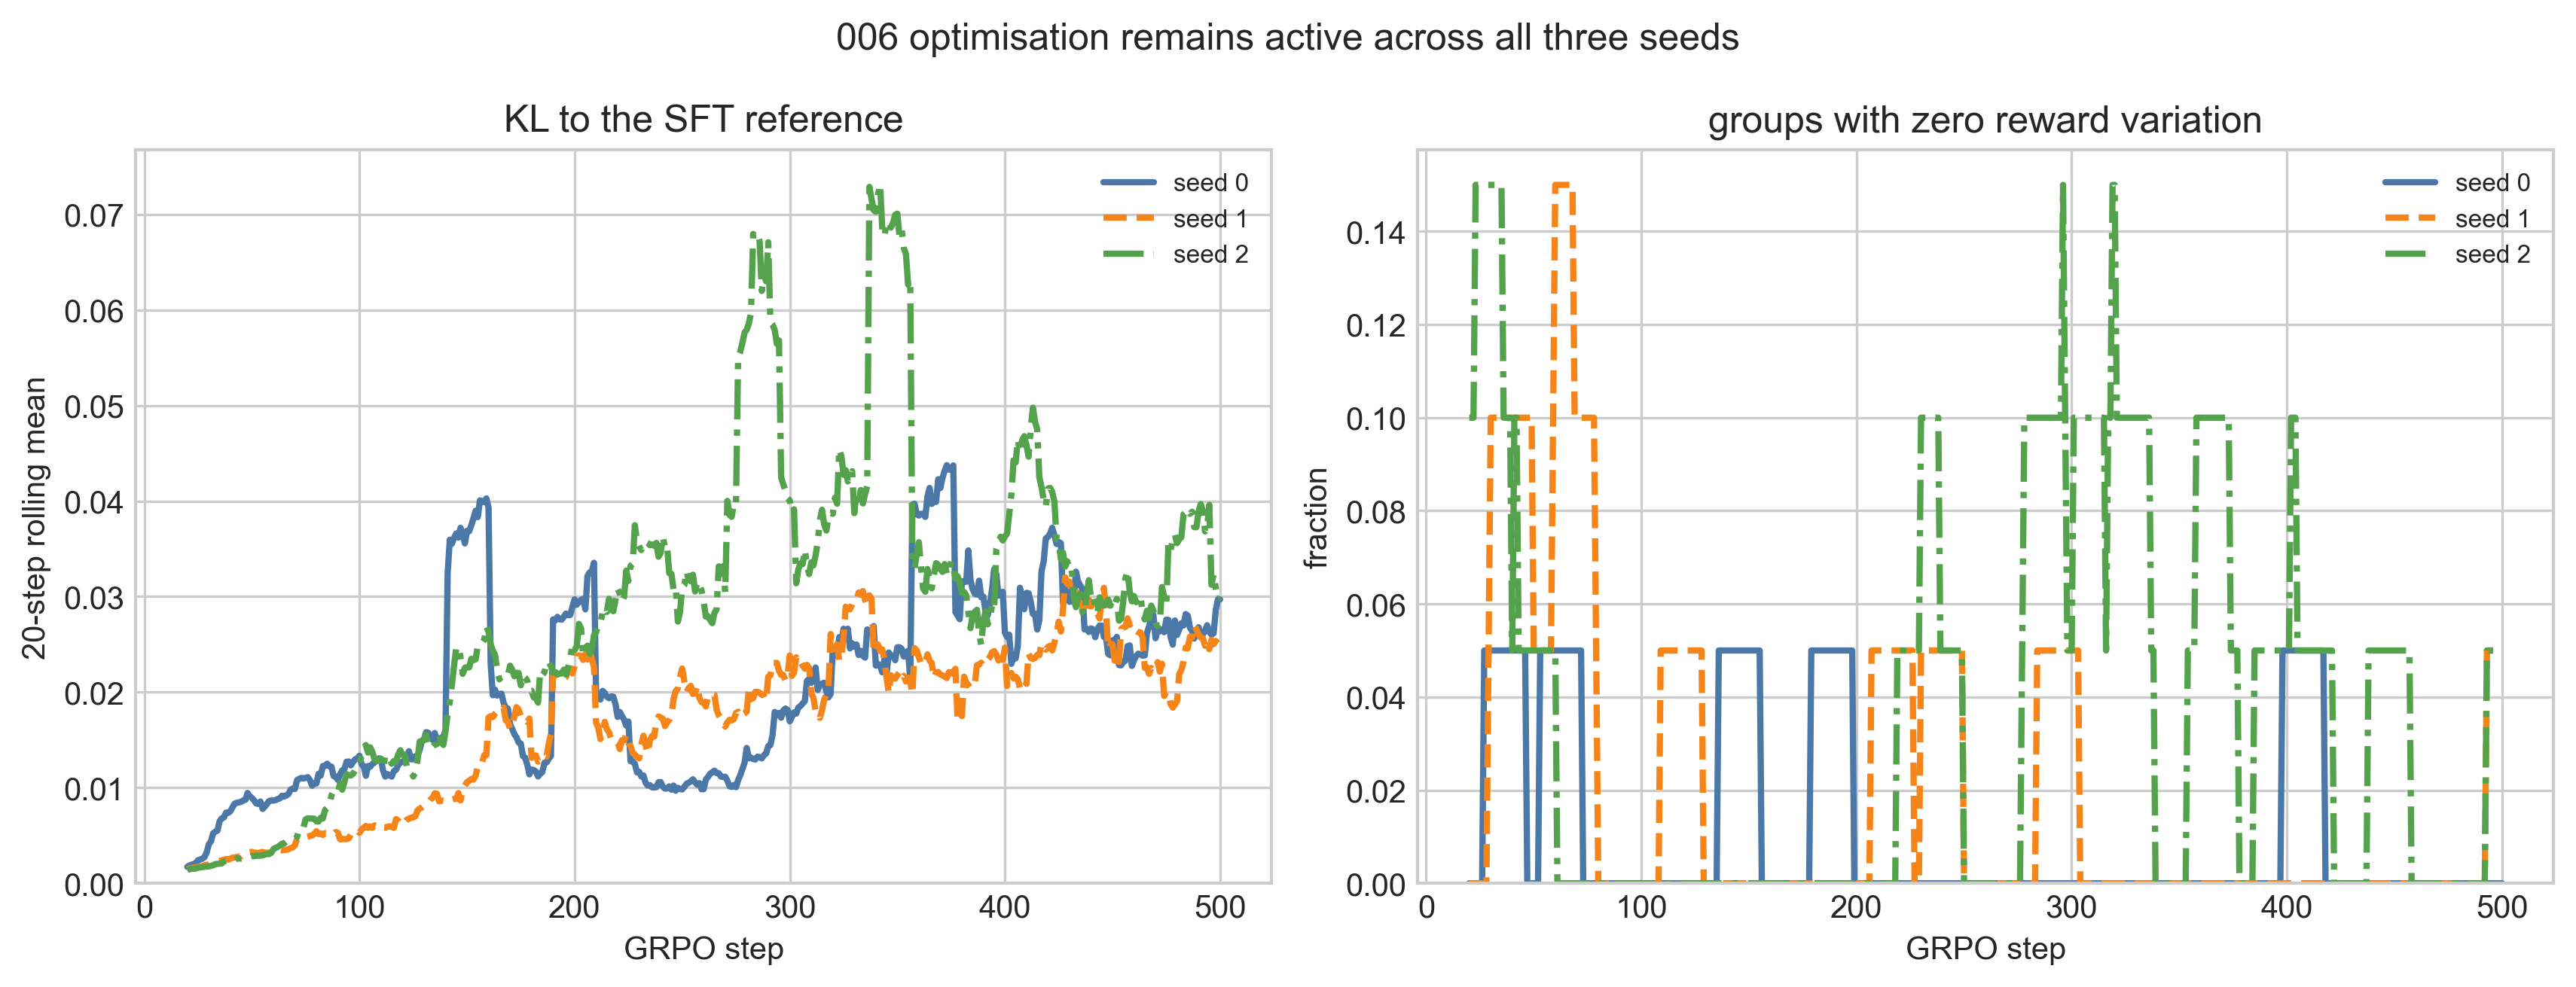 006 optimisation remains active across all three seeds
KL to the SFT reference
20-step rolling mean
0.07
0.06
0.05
0.04
0.03
0.02
0.01
0.00
0
100
200
300
400
500
GRPO step
seed 0
seed 1
seed 2
groups with zero reward variation
fraction
0.14
0.12
0.10
0.08
0.06
0.04
0.02
0.00
0
100
200
300
400
500
GRPO step
seed 0
seed 1
seed 2